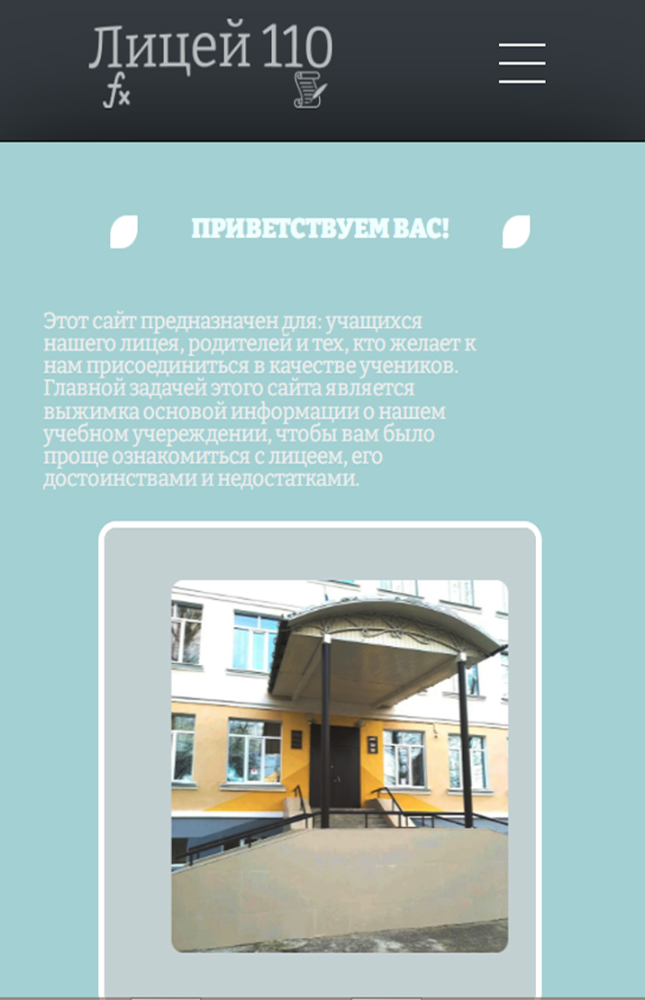 Лицей 110
fx
ПРИВЕТСТВУЕМ ВАС!
Этот сайт предназначен для: учащихся
нашего лицея, родителей и тех, кто желает к
нам присоединиться в качестве учеников.
Главной задачей этого сайта является
выжимка основой информации о нашем
учебном учереждении, чтобы вам было
проще ознакомиться с лицеем, его
достоинствами и недостатками.